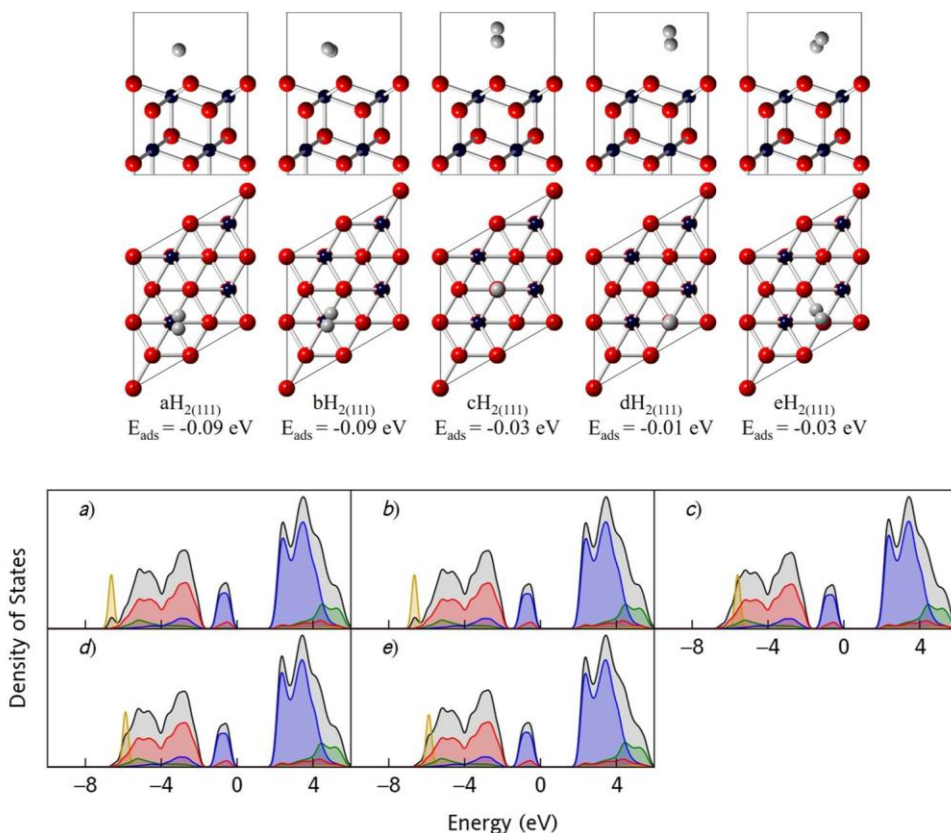 aH2(111) bH2(111) cH2(111) dH2(111) eH2(111)
Eads = -0.09 eV Eads = -0.09 eV Eads = -0.03 eV Eads = -0.01 eV Eads = -0.03 eV
a) b) c)
−8 −4 0 4
d) e)
−8 −4 0 4 −8 −4 0 4
Density of States
Energy (eV)